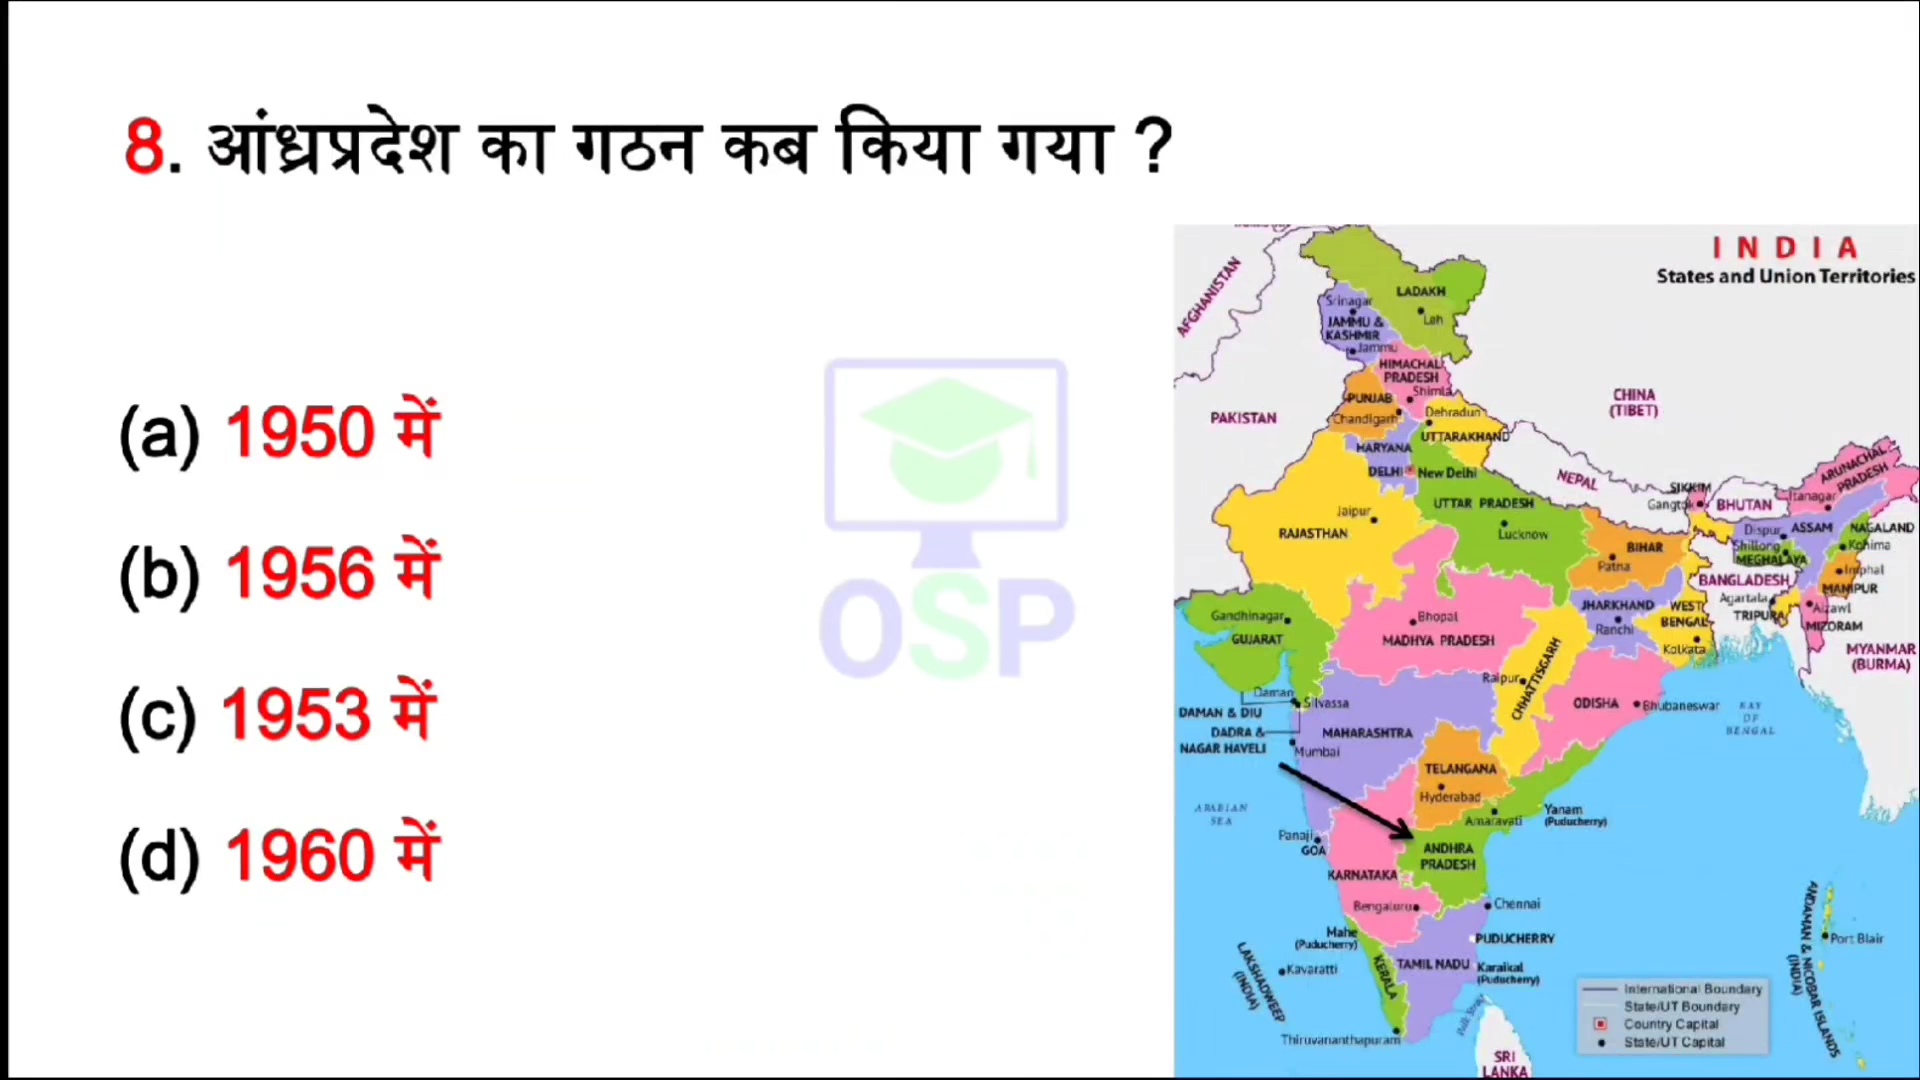 8. आंध्रप्रदेश का गठन कब किया गया ?
(a) 1950 में
(b) 1956 में
(c) 1953 में
(d) 1960 में
OSP
INDIA
States and Union Territories
AFGHANISTAN
LADAKH
Leh
Srinagar
JAMMU &
KASHMIR
Jammu
HIMACHAL
PRADESH
Shimla
PUNJAB
Chandigarh
Dehradun
UTTARAKHAND
CHINA
(TIBET)
PAKISTAN
HARYANA
DELHI
New Delhi
NEPAL
SIKKIM
Gangtok
BHUTAN
ARUNACHAL
PRADESH
Itanagar
UTTAR PRADESH
Lucknow
Jaipur
RAJASTHAN
BIHAR
Patna
Dispur
ASSAM
NAGALAND
Kohima
Shillong
MEGHALAYA
Imphal
MANIPUR
BANGLADESH
Agartala
TRIPURA
Aizawl
MIZORAM
MYANMAR
(BURMA)
Gandhinagar
GUJARAT
Bhopal
MADHYA PRADESH
JHARKHAND
Ranchi
WEST
BENGAL
Kolkata
CHHATTISGARH
Raipur
ODISHA
Bhubaneswar
BAY
OF
BENGAL
Daman
Silvassa
DAMAN & DIU
DADRA &
NAGAR HAVELI
MAHARASHTRA
Mumbai
TELANGANA
Hyderabad
Amaravati
Yanam
(Puducherry)
ARABIAN
SEA
Panaji
GOA
ANDHRA
PRADESH
KARNATAKA
Bengaluru
Chennai
Mahe
(Puducherry)
PUDUCHERRY
TAMIL NADU
Karaikal
(Puducherry)
KERALA
LAKSHADWEEP
(INDIA)
Kavaratti
Thiruvananthapuram
SRI
LANKA
ANDAMAN & NICOBAR ISLANDS
(INDIA)
Port Blair
International Boundary
State/UT Boundary
Country Capital
State/UT Capital